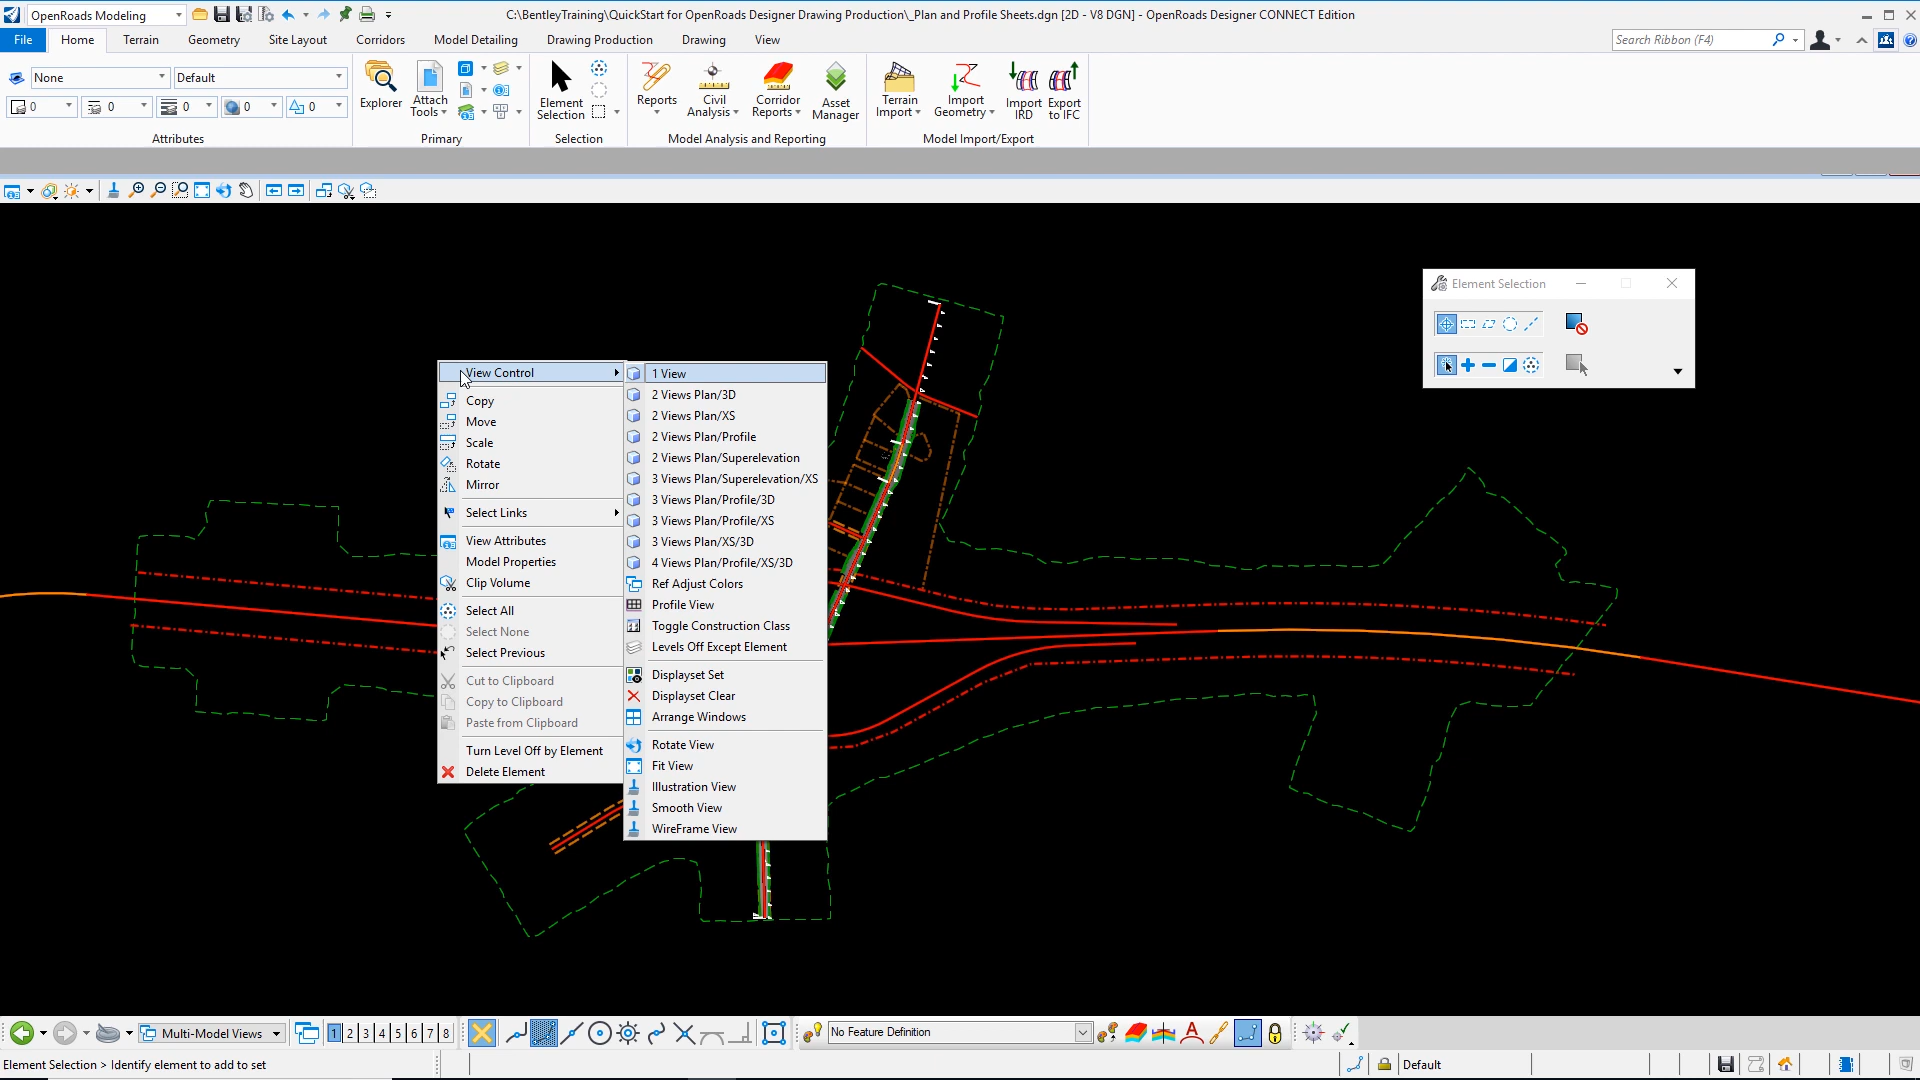 OpenRoads Modeling
C:\BentleyTraining\QuickStart for OpenRoads Designer Drawing Production\_Plan and Profile Sheets.dgn [2D - V8 DGN] - OpenRoads Designer CONNECT Edition
File Home Terrain Geometry Site Layout Corridors Model Detailing Drawing Production Drawing View
Search Ribbon (F4)
None Default
0 0 0 0 0
Attributes
Explorer
Attach Tools
Primary
Element Selection
Selection
Reports
Civil Analysis
Corridor Reports
Asset Manager
Model Analysis and Reporting
Terrain Import
Import Geometry
Import IRD
Export to IFC
Model Import/Export
Element Selection
View Control
Copy
Move
Scale
Rotate
Mirror
Select Links
View Attributes
Model Properties
Clip Volume
Select All
Select None
Select Previous
Cut to Clipboard
Copy to Clipboard
Paste from Clipboard
Turn Level Off by Element
Delete Element
1 View
2 Views Plan/3D
2 Views Plan/XS
2 Views Plan/Profile
2 Views Plan/Superelevation
3 Views Plan/Superelevation/XS
3 Views Plan/Profile/3D
3 Views Plan/Profile/XS
3 Views Plan/XS/3D
4 Views Plan/Profile/XS/3D
Ref Adjust Colors
Profile View
Toggle Construction Class
Levels Off Except Element
Displayset Set
Displayset Clear
Arrange Windows
Rotate View
Fit View
Illustration View
Smooth View
WireFrame View
Multi-Model Views 1 2 3 4 5 6 7 8 No Feature Definition
Element Selection > Identify element to add to set Default